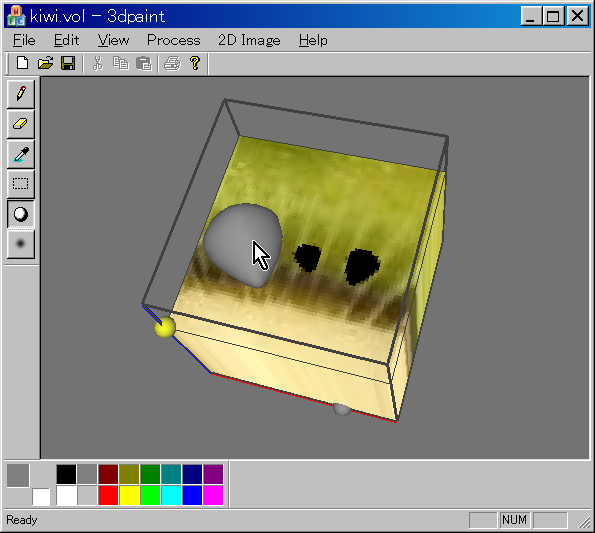 kiwi.vol - 3dpaint
File Edit View Process 2D Image Help
Ready NUM